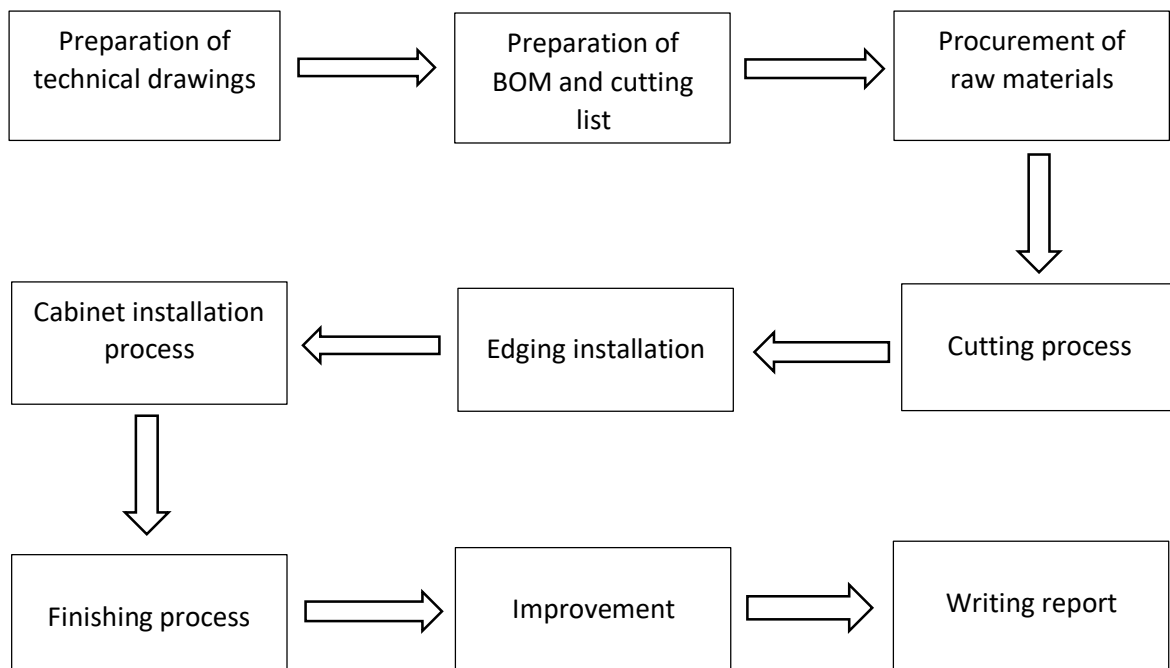 Preparation of
technical drawings
Preparation of
BOM and cutting
list
Procurement of
raw materials
Cutting process
Edging installation
Cabinet installation
process
Finishing process
Improvement
Writing report